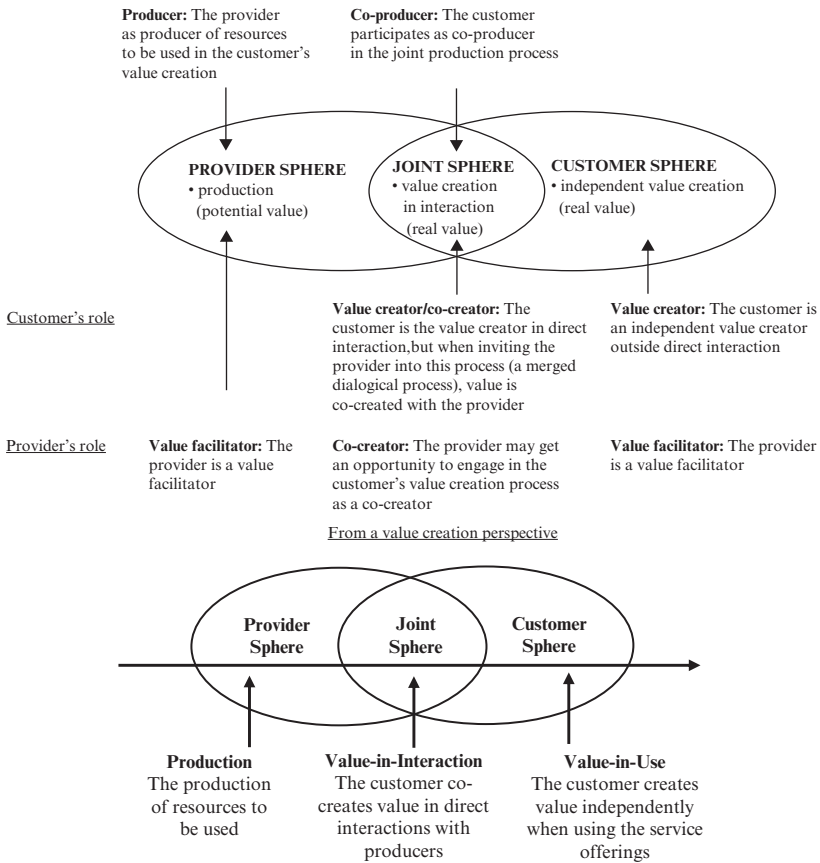 Producer: The provider
as producer of resources
to be used in the customer's
value creation
Co-producer: The customer
participates as co-producer
in the joint production process
PROVIDER SPHERE
• production
(potential value)
JOINT SPHERE
• value creation
in interaction
(real value)
CUSTOMER SPHERE
• independent value creation
(real value)
Customer's role
Value creator/co-creator: The
customer is the value creator in direct
interaction,but when inviting the
provider into this process (a merged
dialogical process), value is
co-created with the provider
Value creator: The customer is
an independent value creator
outside direct interaction
Provider's role
Value facilitator: The
provider is a value
facilitator
Co-creator: The provider may get
an opportunity to engage in the
customer's value creation process
as a co-creator
Value facilitator: The provider
is a value facilitator
From a value creation perspective
Provider
Sphere
Joint
Sphere
Customer
Sphere
Production
The production
of resources to
be used
Value-in-Interaction
The customer co-
creates value in direct
interactions with
producers
Value-in-Use
The customer creates
value independently
when using the service
offerings